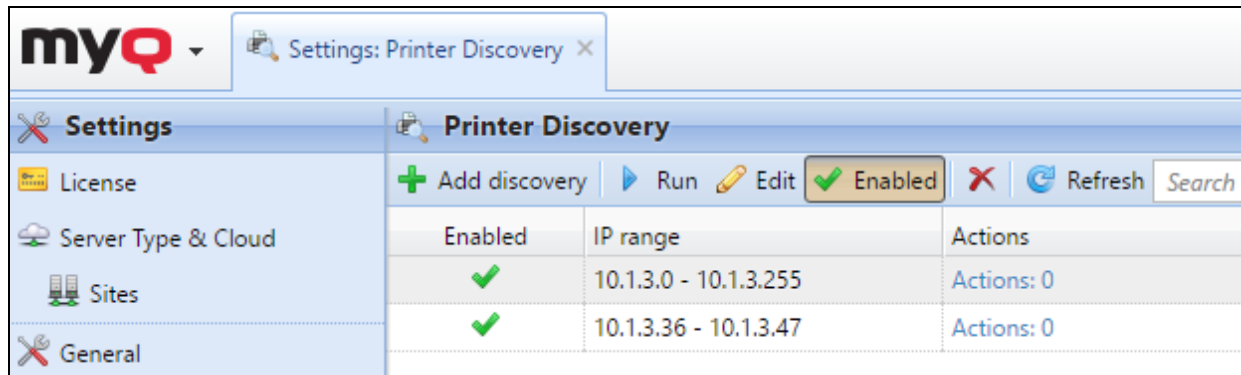 myQ
Settings: Printer Discovery
Settings
Printer Discovery
License
Add discovery Run Edit Enabled Refresh Search
Server Type & Cloud
Enabled IP range Actions
10.1.3.0 - 10.1.3.255 Actions: 0
Sites
10.1.3.36 - 10.1.3.47 Actions: 0
General